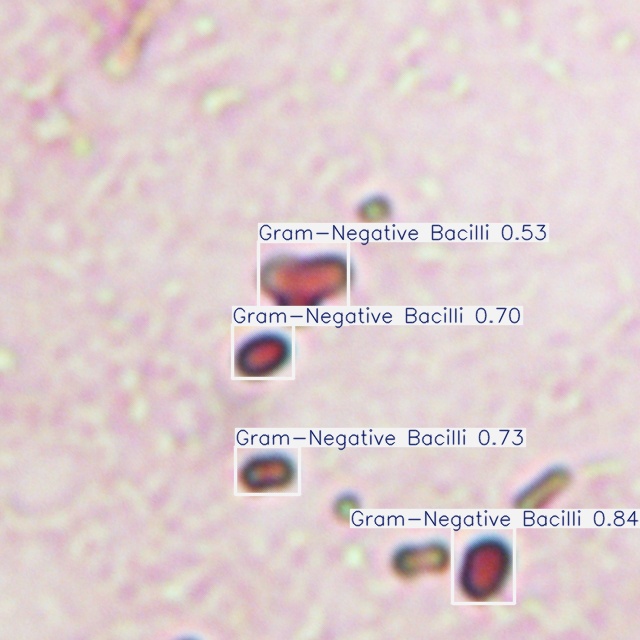 Gram-Negative Bacilli 0.53
Gram-Negative Bacilli 0.70
Gram-Negative Bacilli 0.73
Gram-Negative Bacilli 0.84